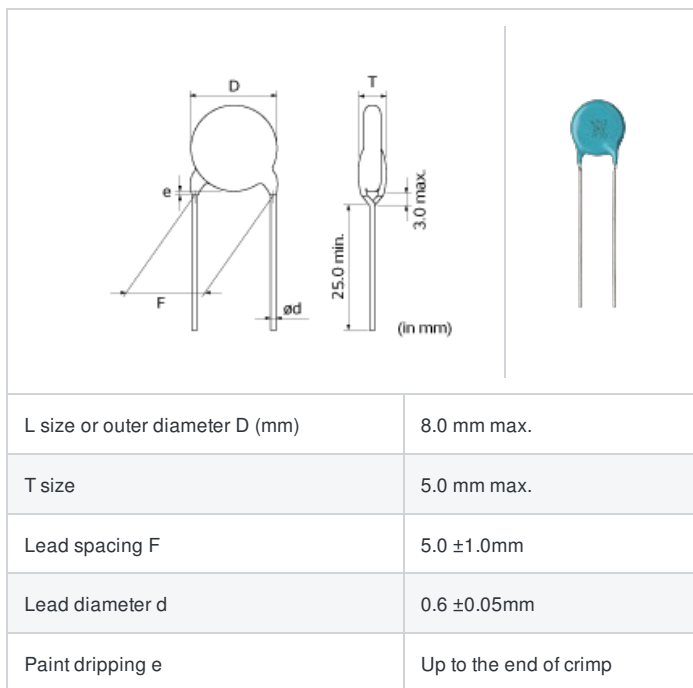 D
T
e
3.0 max.
25.0 min.
F
ød
(in mm)
L size or outer diameter D (mm)
8.0 mm max.
T size
5.0 mm max.
Lead spacing F
5.0 ±1.0mm
Lead diameter d
0.6 ±0.05mm
Paint dripping e
Up to the end of crimp